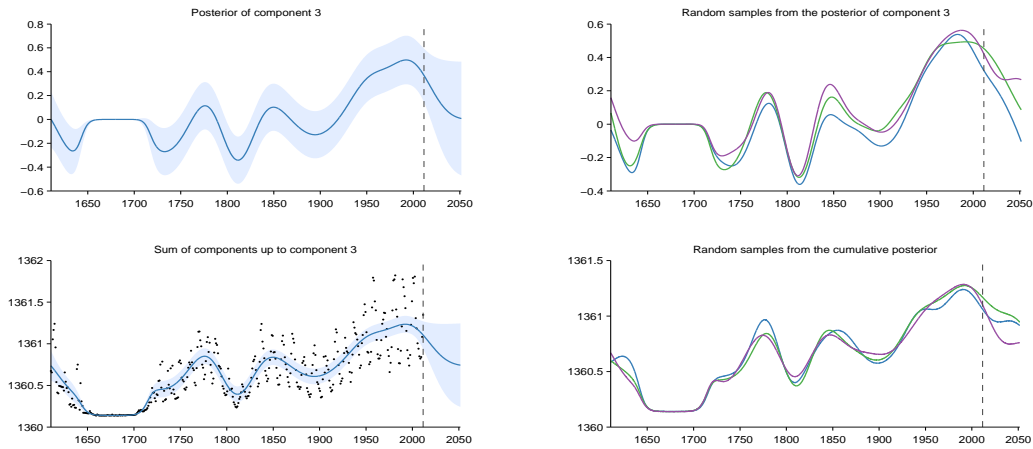 Posterior of component 3
0.8
0.6
0.4
0.2
0
−0.2
−0.4
−0.6
1650 1700 1750 1800 1850 1900 1950 2000 2050
Random samples from the posterior of component 3
0.6
0.4
0.2
0
−0.2
−0.4
1650 1700 1750 1800 1850 1900 1950 2000 2050
Sum of components up to component 3
1362
1361.5
1361
1360.5
1360
1650 1700 1750 1800 1850 1900 1950 2000 2050
Random samples from the cumulative posterior
1361.5
1361
1360.5
1360
1650 1700 1750 1800 1850 1900 1950 2000 2050